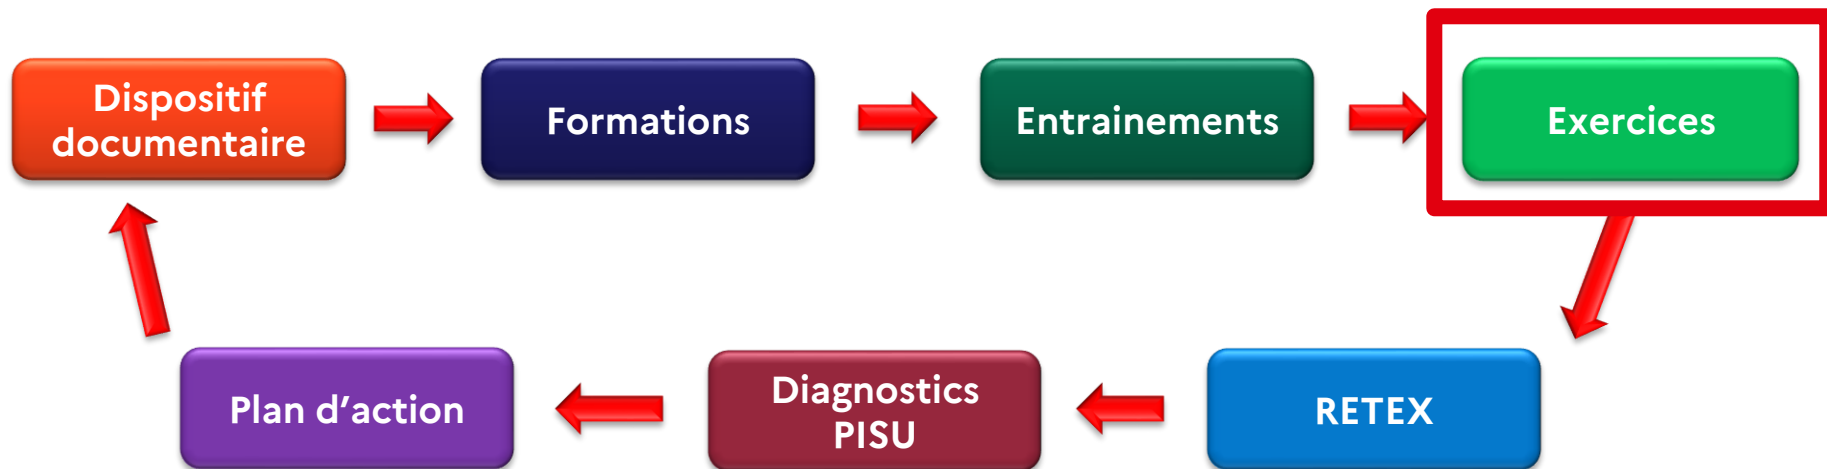 Dispositif
documentaire
Formations
Entrainements
Exercices
Plan d’action
Diagnostics
PISU
RETEX